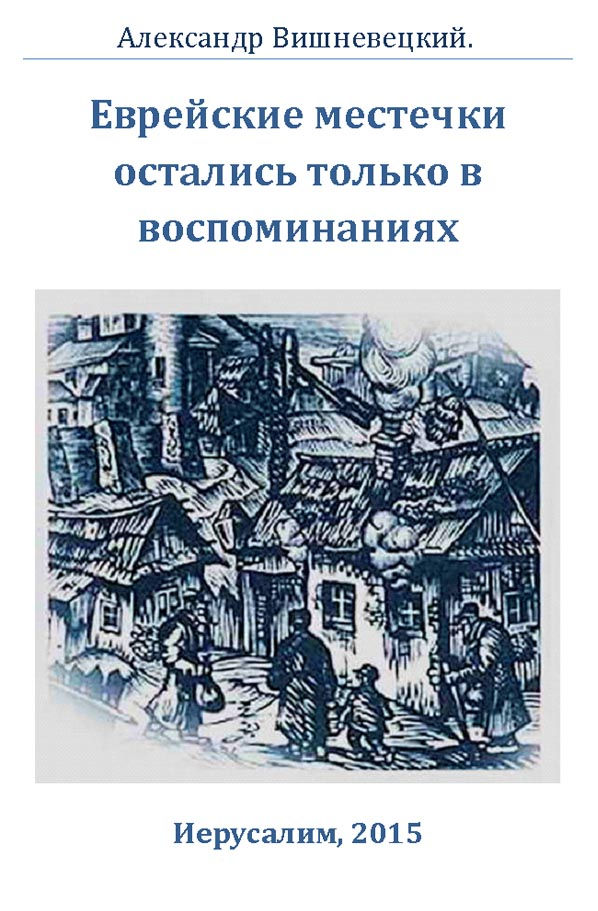 Александр Вишневецкий.
Еврейские местечки
остались только в
воспоминаниях
Иерусалим, 2015